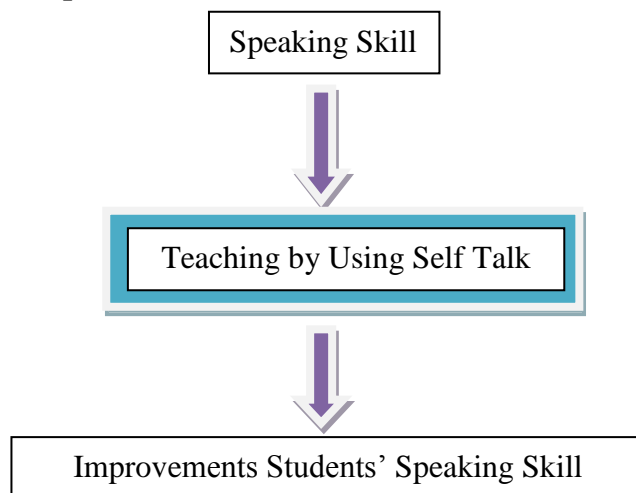 Speaking Skill
Teaching by Using Self Talk
Improvements Students’ Speaking Skill